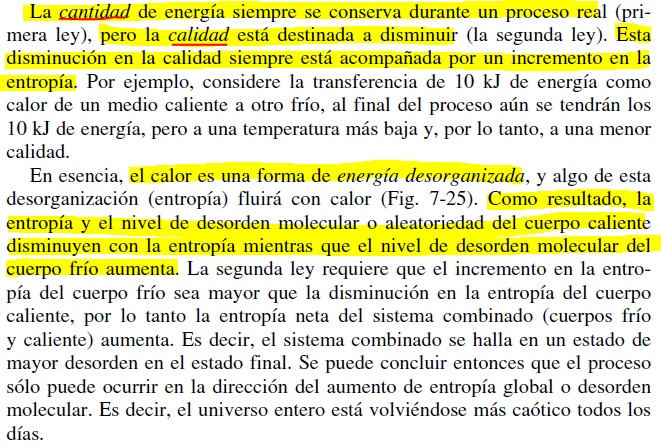 La cantidad de energía siempre se conserva durante un proceso real (pri-
mera ley), pero la calidad está destinada a disminuir (la segunda ley). Esta
disminución en la calidad siempre está acompañada por un incremento en la
entropía. Por ejemplo, considere la transferencia de 10 kJ de energía como
calor de un medio caliente a otro frío, al final del proceso aún se tendrán los
10 kJ de energía, pero a una temperatura más baja y, por lo tanto, a una menor
calidad.
En esencia, el calor es una forma de energía desorganizada, y algo de esta
desorganización (entropía) fluirá con calor (Fig. 7-25). Como resultado, la
entropía y el nivel de desorden molecular o aleatoriedad del cuerpo caliente
disminuyen con la entropía mientras que el nivel de desorden molecular del
cuerpo frío aumenta. La segunda ley requiere que el incremento en la entro-
pía del cuerpo frío sea mayor que la disminución en la entropía del cuerpo
caliente, por lo tanto la entropía neta del sistema combinado (cuerpos frío
y caliente) aumenta. Es decir, el sistema combinado se halla en un estado de
mayor desorden en el estado final. Se puede concluir entonces que el proceso
sólo puede ocurrir en la dirección del aumento de entropía global o desorden
molecular. Es decir, el universo entero está volviéndose más caótico todos los
días.